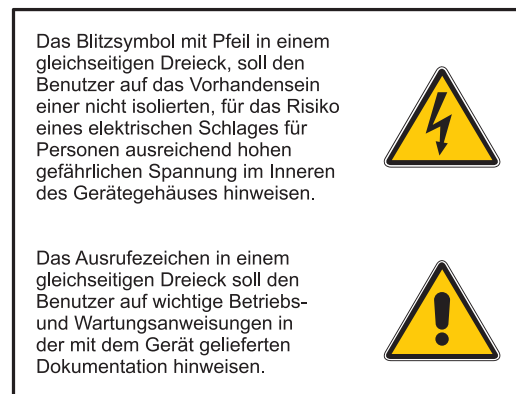 Das Blitzsymbol mit Pfeil in einem
gleichseitigen Dreieck, soll den
Benutzer auf das Vorhandensein
einer nicht isolierten, für das Risiko
eines elektrischen Schlages für
Personen ausreichend hohen
gefährlichen Spannung im Inneren
des Gerätegehäuses hinweisen.
Das Ausrufezeichen in einem
gleichseitigen Dreieck soll den
Benutzer auf wichtige Betriebs-
und Wartungsanweisungen in
der mit dem Gerät gelieferten
Dokumentation hinweisen.